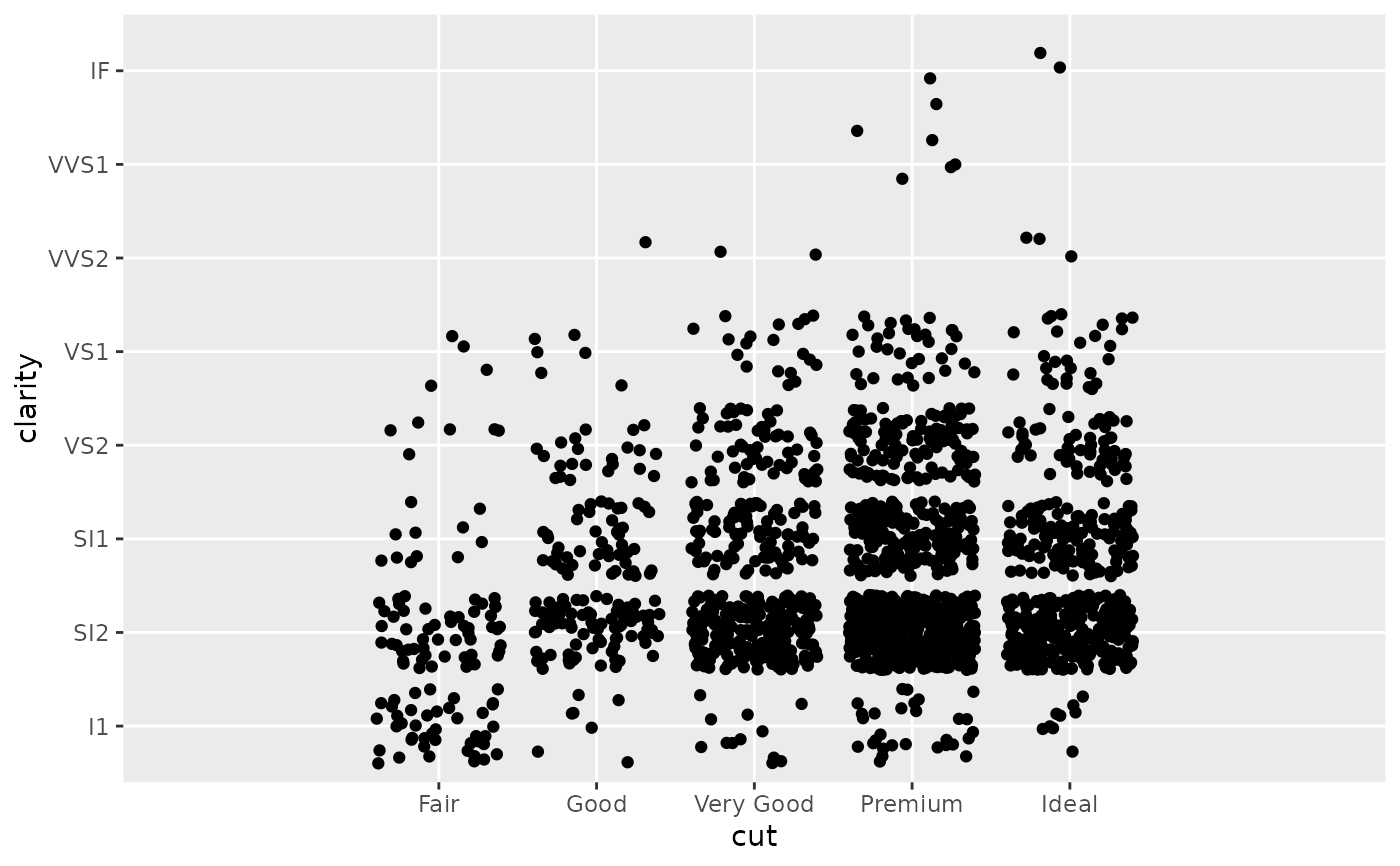 IF
VVS1
VVS2
VS1
VS2
SI1
SI2
I1
clarity
Fair Good Very Good Premium Ideal
cut